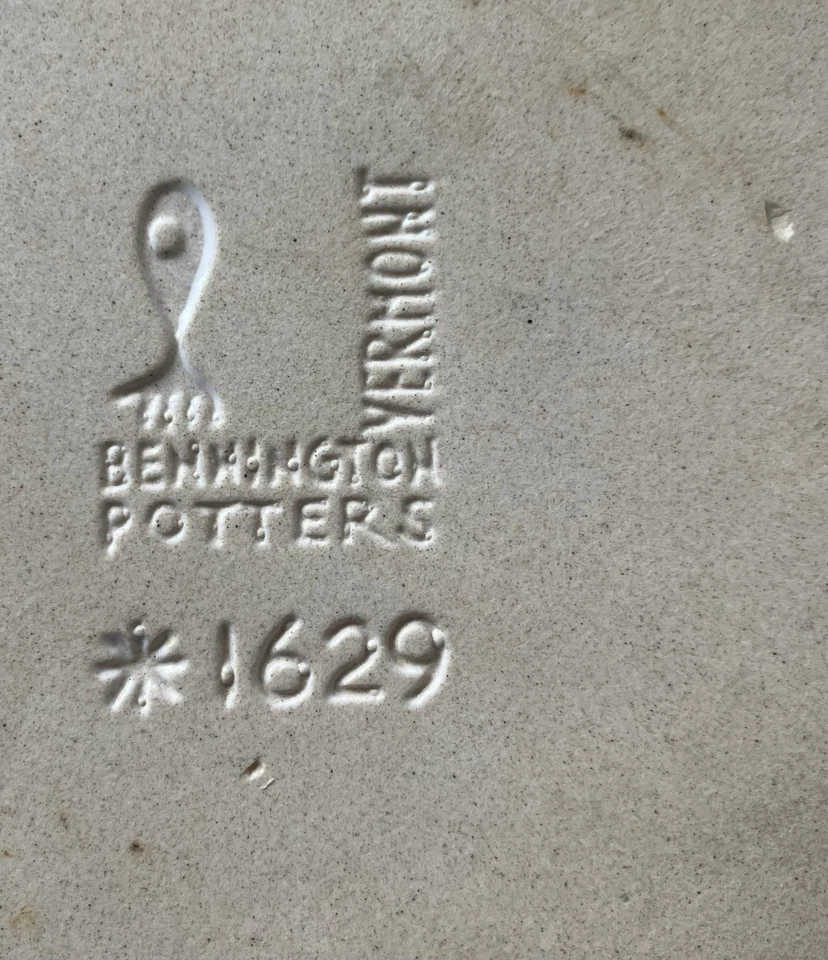 VERMONT
BENNINGTON
POTTERS
*1629